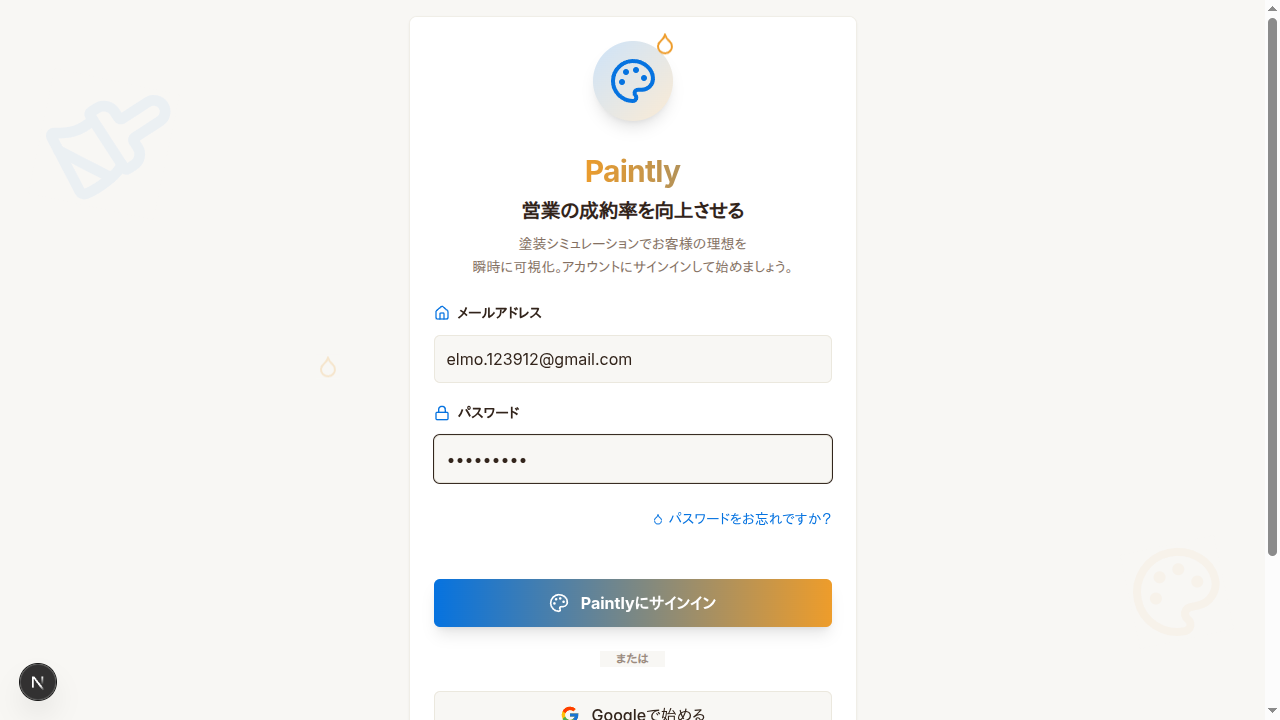 Paintly
営業の成約率を向上させる
塗装シミュレーションでお客様の理想を
瞬時に可視化。アカウントにサインインして始めましょう。
メールアドレス
elmo.123912@gmail.com
パスワード
•••••••••
パスワードをお忘れですか?
Paintlyにサインイン
または
Googleで始める
N